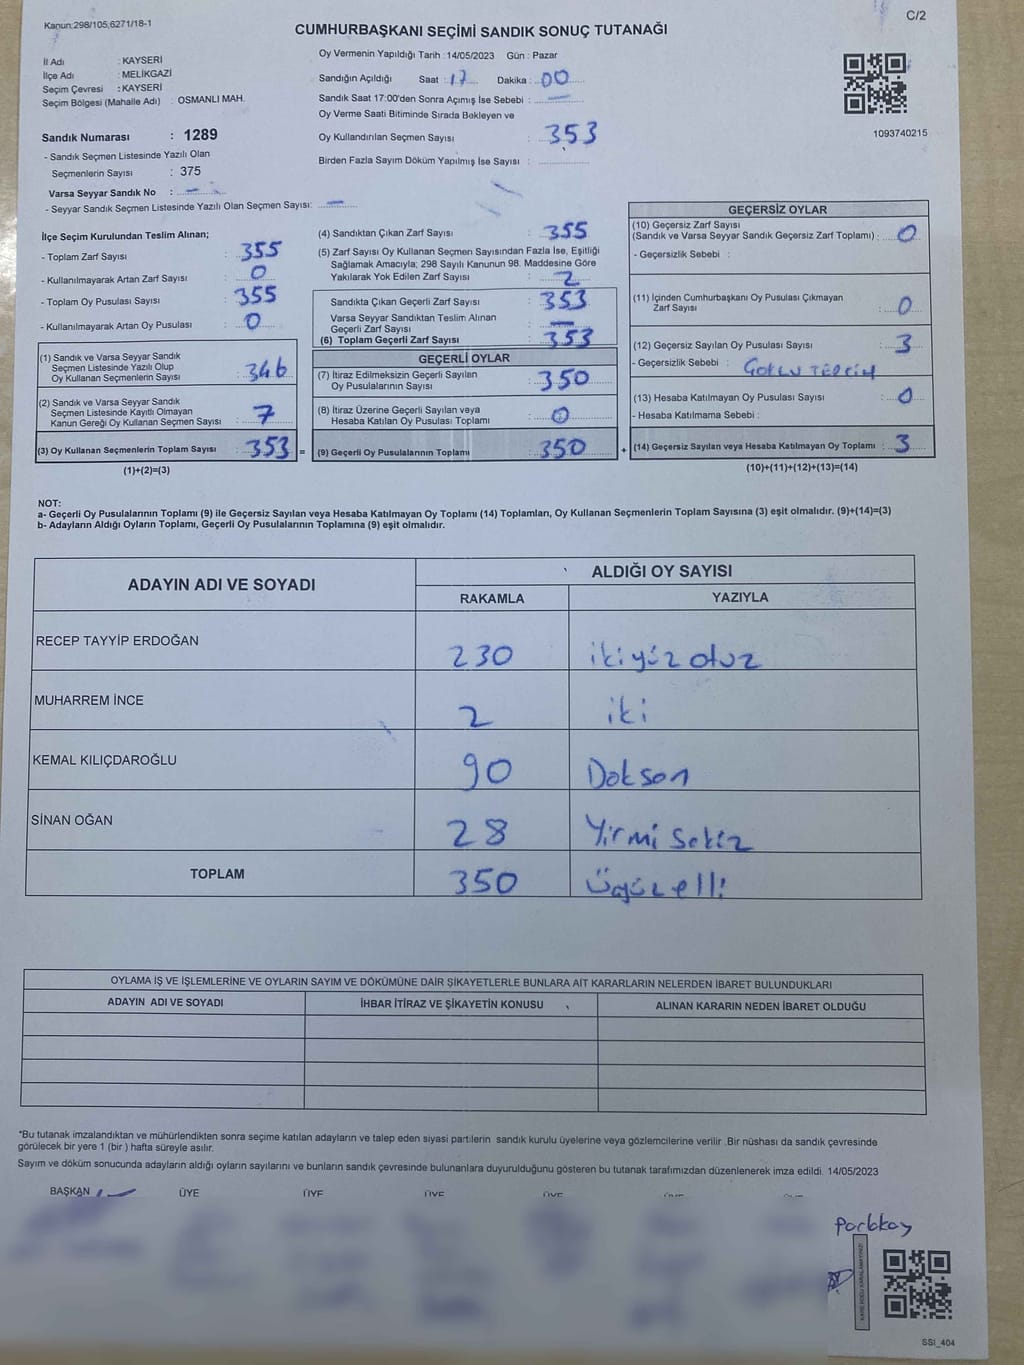 Kanun:298/105;6271/18-1
C/2
CUMHURBAŞKANI SEÇİMİ SANDIK SONUÇ TUTANAĞI
İl Adı : KAYSERİ
İlçe Adı : MELİKGAZİ
Seçim Çevresi : KAYSERİ
Seçim Bölgesi (Mahalle Adı) : OSMANLI MAH.
Oy Vermenin Yapıldığı Tarih : 14/05/2023 Gün : Pazar
Sandığın Açıldığı Saat : 17 Dakika : 00
Sandık Saat 17:00'den Sonra Açımış İse Sebebi : —
Oy Verme Saati Bitiminde Sırada Bekleyen ve
Oy Kullandırılan Seçmen Sayısı : 353
Birden Fazla Sayım Döküm Yapılmış İse Sayısı :
1093740215
Sandık Numarası : 1289
- Sandık Seçmen Listesinde Yazılı Olan
Seçmenlerin Sayısı : 375
Varsa Seyyar Sandık No : —
- Seyyar Sandık Seçmen Listesinde Yazılı Olan Seçmen Sayısı: —
İlçe Seçim Kurulundan Teslim Alınan;
- Toplam Zarf Sayısı : 355
- Kullanılmayarak Artan Zarf Sayısı : 0
- Toplam Oy Pusulası Sayısı : 355
- Kullanılmayarak Artan Oy Pusulası : 0
(1) Sandık ve Varsa Seyyar Sandık
Seçmen Listesinde Yazılı Olup
Oy Kullanan Seçmenlerin Sayısı : 346
(2) Sandık ve Varsa Seyyar Sandık
Seçmen Listesinde Kayıtlı Olmayan
Kanun Gereği Oy Kullanan Seçmen Sayısı : 7
(3) Oy Kullanan Seçmenlerin Toplam Sayısı : 353 =
(1)+(2)=(3)
(4) Sandıktan Çıkan Zarf Sayısı : 355
(5) Zarf Sayısı Oy Kullanan Seçmen Sayısından Fazla İse, Eşitliği
Sağlamak Amacıyla; 298 Sayılı Kanunun 98. Maddesine Göre
Yakılarak Yok Edilen Zarf Sayısı : 2
Sandıkta Çıkan Geçerli Zarf Sayısı : 353
Varsa Seyyar Sandıktan Teslim Alınan
Geçerli Zarf Sayısı : —
(6) Toplam Geçerli Zarf Sayısı : 353
GEÇERLİ OYLAR
(7) İtiraz Edilmeksizin Geçerli Sayılan
Oy Pusulalarının Sayısı : 350
(8) İtiraz Üzerine Geçerli Sayılan veya
Hesaba Katılan Oy Pusulası Toplamı : 0
(9) Geçerli Oy Pusulalarının Toplamı : 350 +
GEÇERSİZ OYLAR
(10) Geçersiz Zarf Sayısı
(Sandık ve Varsa Seyyar Sandık Geçersiz Zarf Toplamı) : 0
- Geçersizlik Sebebi :
(11) İçinden Cumhurbaşkanı Oy Pusulası Çıkmayan
Zarf Sayısı : 0
(12) Geçersiz Sayılan Oy Pusulası Sayısı : 3
- Geçersizlik Sebebi : Çoklu TERCİH
(13) Hesaba Katılmayan Oy Pusulası Sayısı : 0
- Hesaba Katılmama Sebebi :
(14) Geçersiz Sayılan veya Hesaba Katılmayan Oy Toplamı : 3
(10)+(11)+(12)+(13)=(14)
NOT:
a- Geçerli Oy Pusulalarının Toplamı (9) ile Geçersiz Sayılan veya Hesaba Katılmayan Oy Toplamı (14) Toplamları, Oy Kullanan Seçmenlerin Toplam Sayısına (3) eşit olmalıdır. (9)+(14)=(3)
b- Adayların Aldığı Oyların Toplamı, Geçerli Oy Pusulalarının Toplamına (9) eşit olmalıdır.
ADAYIN ADI VE SOYADI ALDIĞI OY SAYISI
RAKAMLA YAZIYLA
RECEP TAYYİP ERDOĞAN 230 ikiyüz otuz
MUHARREM İNCE 2 iki
KEMAL KILIÇDAROĞLU 90 Doksan
SİNAN OĞAN 28 Yirmi Sekiz
TOPLAM 350 Üçyüz elli
OYLAMA İŞ VE İŞLEMLERİNE VE OYLARIN SAYIM VE DÖKÜMÜNE DAİR ŞİKAYETLERLE BUNLARA AİT KARARLARIN NELERDEN İBARET BULUNDUKLARI
ADAYIN ADI VE SOYADI İHBAR İTİRAZ VE ŞİKAYETİN KONUSU ALINAN KARARIN NEDEN İBARET OLDUĞU
*Bu tutanak imzalandıktan ve mühürlendikten sonra seçime katılan adayların ve talep eden siyasi partilerin sandık kurulu üyelerine veya gözlemcilerine verilir .Bir nüshası da sandık çevresinde
görülecek bir yere 1 (bir ) hafta süreyle asılır.
Sayım ve döküm sonucunda adayların aldığı oyların sayılarını ve bunların sandık çevresinde bulunanlara duyurulduğunu gösteren bu tutanak tarafımızdan düzenlenerek imza edildi. 14/05/2023
BAŞKAN ÜYE ÜYE ÜYE ÜYE ÜYE ÜYE
KARE KODU KARALAMAYINIZ!
SSI_404